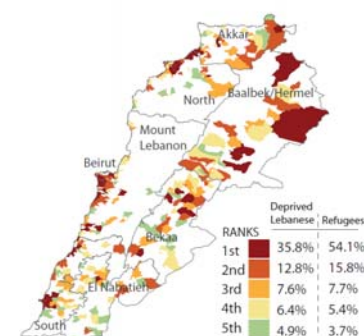 Akkar
North
Baalbek/Hermel
Mount
Lebanon
Beirut
Bekaa
El Nabatieh
South
RANKS
Deprived
Lebanese
Refugees
1st 35.8% 54.1%
2nd 12.8% 15.8%
3rd 7.6% 7.7%
4th 6.4% 5.4%
5th 4.9% 3.7%